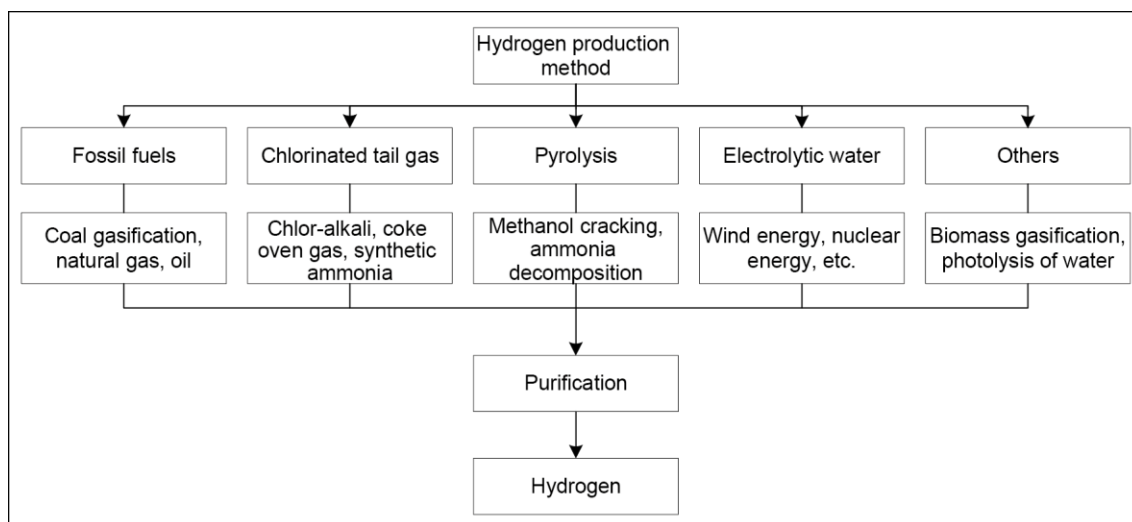 Hydrogen production
method
Fossil fuels
Chlorinated tail gas
Pyrolysis
Electrolytic water
Others
Coal gasification,
natural gas, oil
Chlor-alkali, coke
oven gas, synthetic
ammonia
Methanol cracking,
ammonia
decomposition
Wind energy, nuclear
energy, etc.
Biomass gasification,
photolysis of water
Purification
Hydrogen